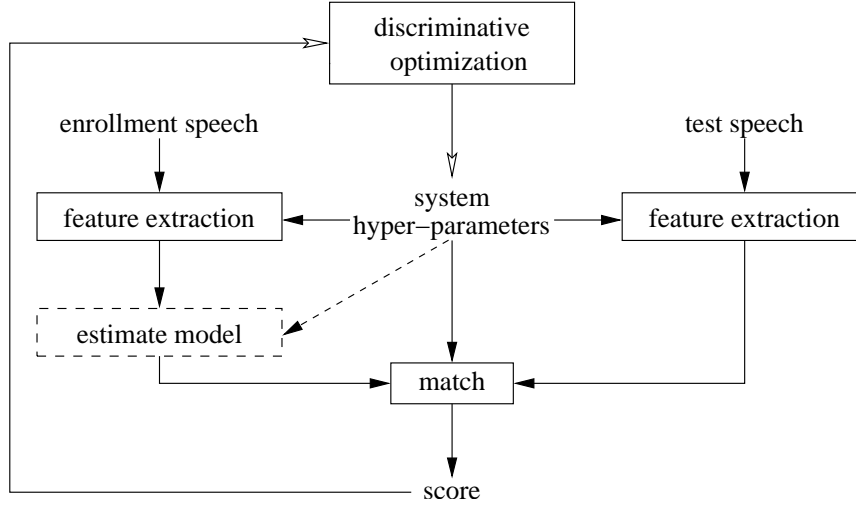 discriminative
optimization
enrollment speech
test speech
feature extraction
system
hyper−parameters
feature extraction
estimate model
match
score